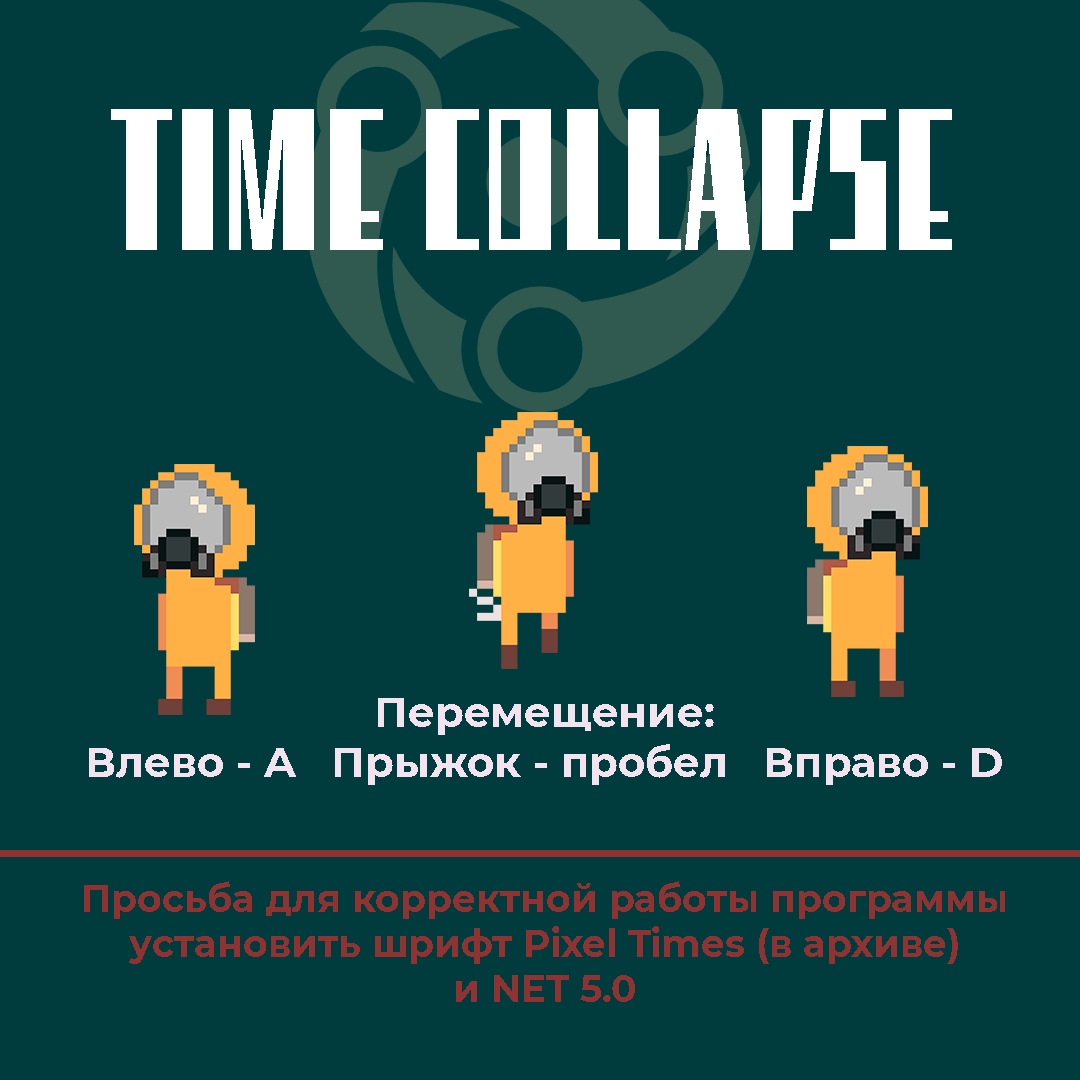 TIME COLLAPSE
Перемещение:
Влево - A Прыжок - пробел Вправо - D
Просьба для корректной работы программы
установить шрифт Pixel Times (в архиве)
и NET 5.0